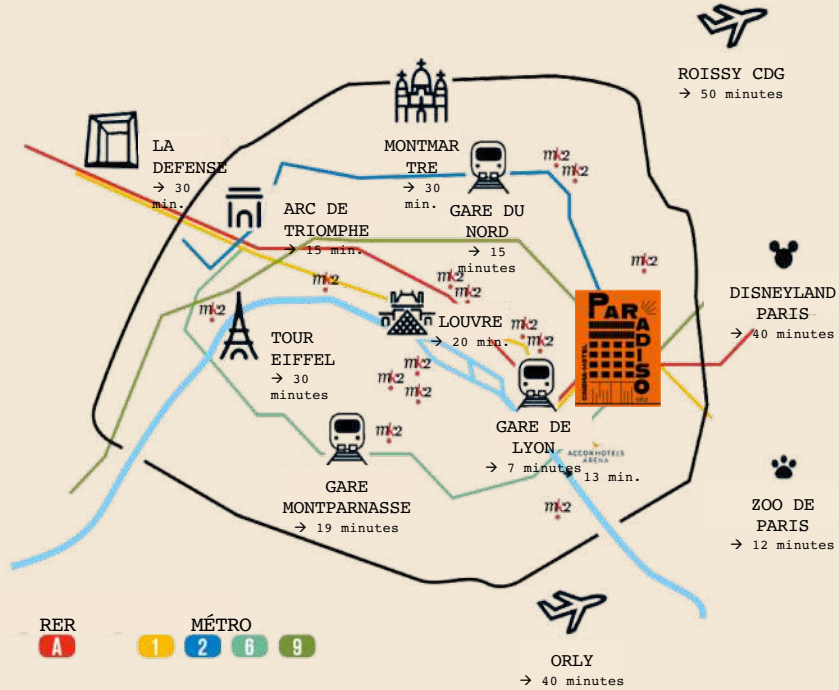 ROISSY CDG
→ 50 minutes
LA
DEFENSE
→ 30
min.
MONTMAR
TRE
→ 30
min.
mk2
mk2
GARE DU
NORD
→ 15
minutes
ARC DE
TRIOMPHE
→ 15 min.
mk2
mk2
mk2
mk2
mk2
PARADISO
CINEMA-HOTEL
mk2
DISNEYLAND
PARIS
→ 40 minutes
LOUVRE
→ 20 min.
mk2
mk2
TOUR
EIFFEL
→ 30
minutes
mk2
mk2
mk2
mk2
GARE DE
LYON
→ 7 minutes
ACCORHOTELS
ARENA
13 min.
GARE
MONTPARNASSE
→ 19 minutes
mk2
ZOO DE
PARIS
→ 12 minutes
RER
A
MÉTRO
1 2 6 9
ORLY
→ 40 minutes